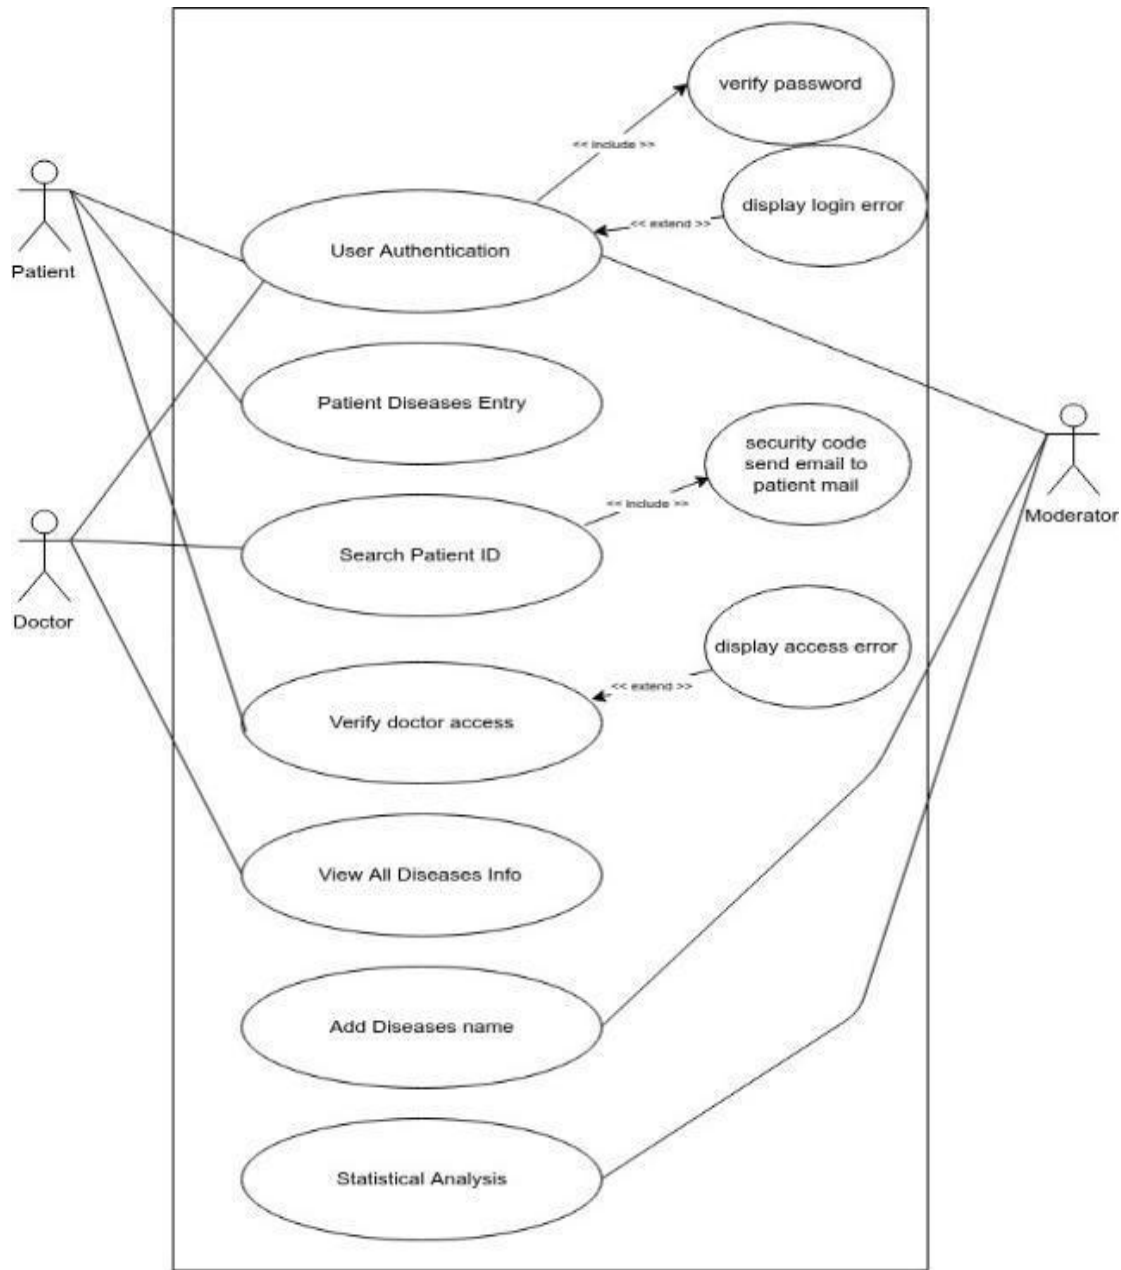 verify password
<< include >>
display login error
<< extend >>
User Authentication
Patient
Patient Diseases Entry
security code
send email to
patient mail
<< include >>
Moderator
Search Patient ID
Doctor
display access error
<< extend >>
Verify doctor access
View All Diseases Info
Add Diseases name
Statistical Analysis